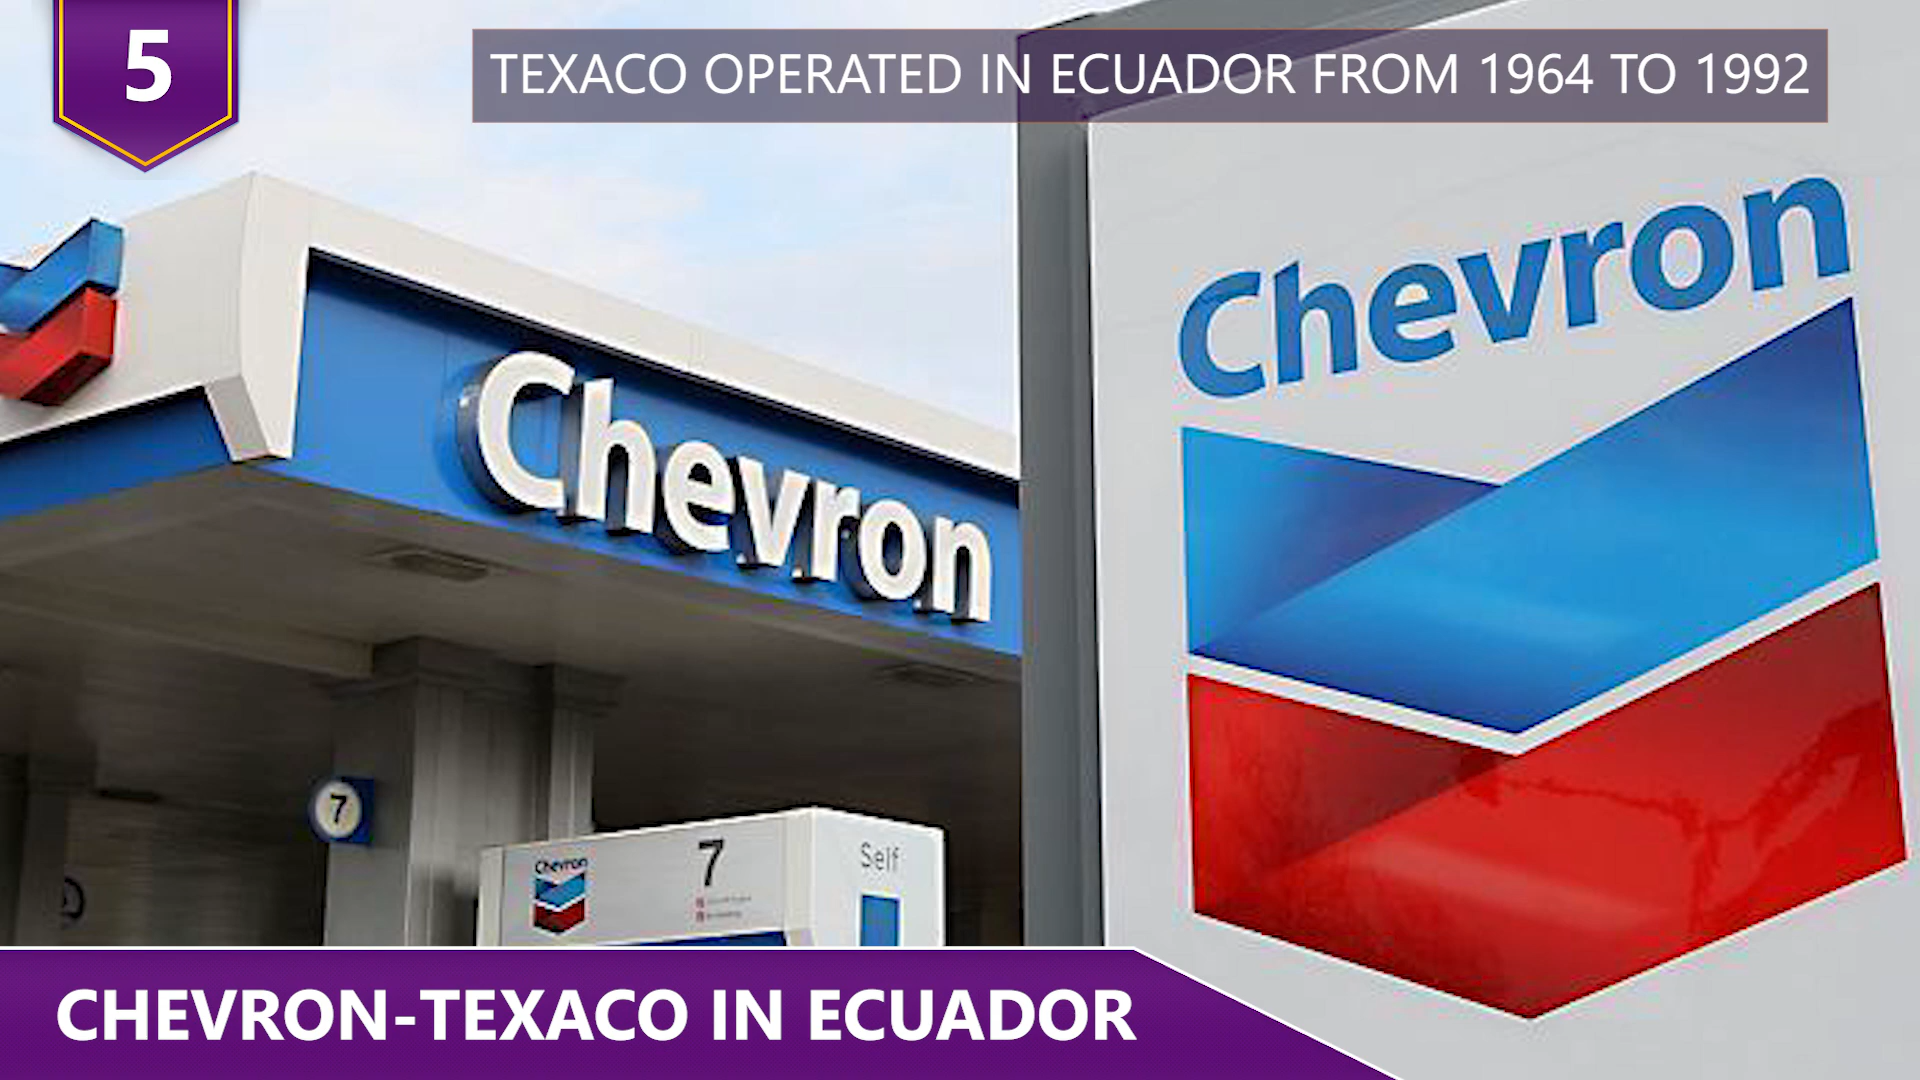 5
TEXACO OPERATED IN ECUADOR FROM 1964 TO 1992
Chevron
Chevron
7
Chevron
7
Self
CHEVRON-TEXACO IN ECUADOR